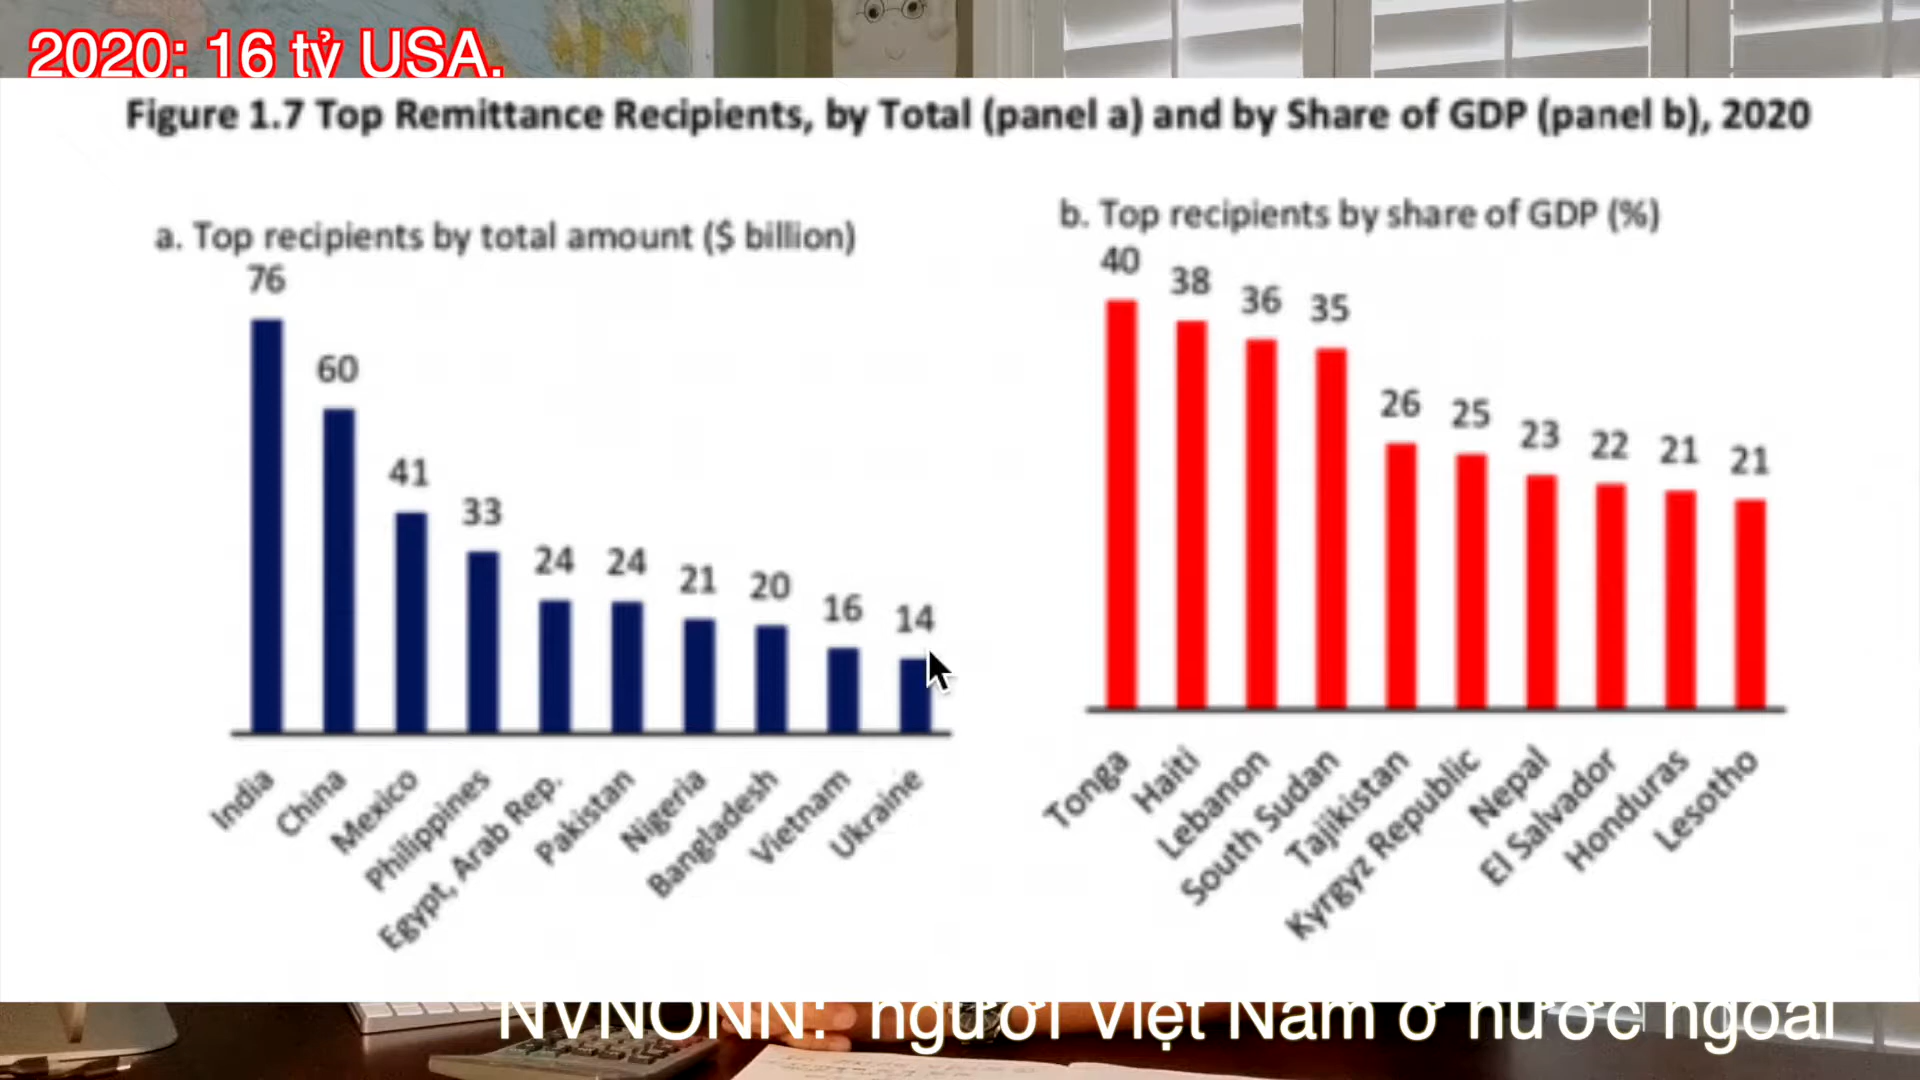 2020: 16 tỷ USA.
Figure 1.7 Top Remittance Recipients, by Total (panel a) and by Share of GDP (panel b), 2020
a. Top recipients by total amount ($ billion)
76
60
41
33
24
24
21
20
16
14
India
China
Mexico
Philippines
Egypt, Arab Rep.
Pakistan
Nigeria
Bangladesh
Vietnam
Ukraine
b. Top recipients by share of GDP (%)
40
38
36
35
26
25
23
22
21
21
Tonga
Haiti
Lebanon
South Sudan
Tajikistan
Kyrgyz Republic
Nepal
El Salvador
Honduras
Lesotho
NVNONN: người Việt Nam ở nước ngoài